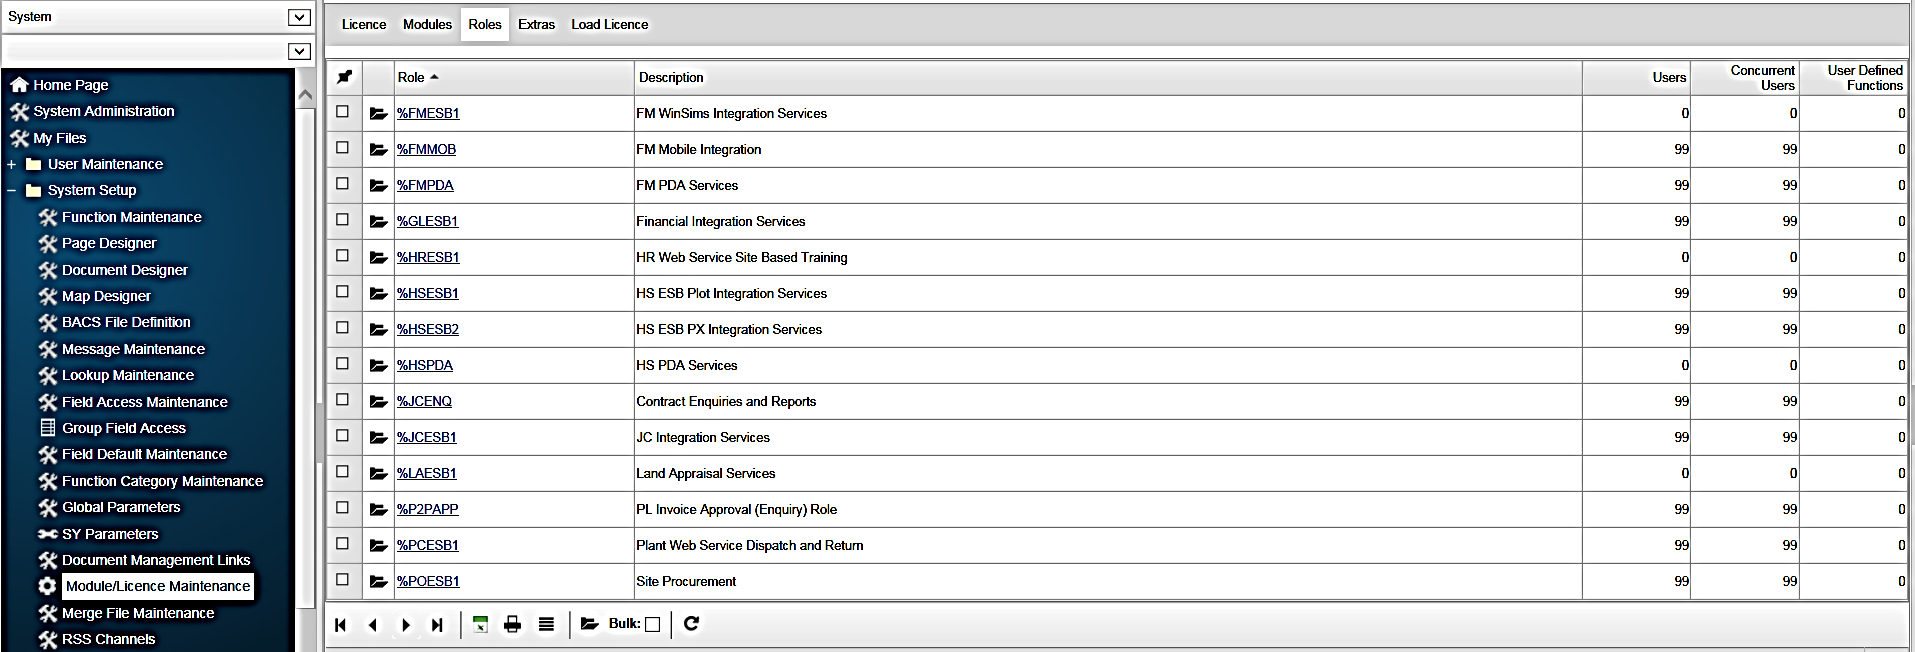 System
Home Page
System Administration
My Files
+ User Maintenance
− System Setup
Function Maintenance
Page Designer
Document Designer
Map Designer
BACS File Definition
Message Maintenance
Lookup Maintenance
Field Access Maintenance
Group Field Access
Field Default Maintenance
Function Category Maintenance
Global Parameters
SY Parameters
Document Management Links
Module/Licence Maintenance
Merge File Maintenance
RSS Channels
Licence Modules Roles Extras Load Licence
Role Description Users Concurrent Users User Defined Functions
%FMESB1 FM WinSims Integration Services 0 0 0
%FMMOB FM Mobile Integration 99 99 0
%FMPDA FM PDA Services 99 99 0
%GLESB1 Financial Integration Services 99 99 0
%HRESB1 HR Web Service Site Based Training 0 0 0
%HSESB1 HS ESB Plot Integration Services 99 99 0
%HSESB2 HS ESB PX Integration Services 99 99 0
%HSPDA HS PDA Services 0 0 0
%JCENQ Contract Enquiries and Reports 99 99 0
%JCESB1 JC Integration Services 99 99 0
%LAESB1 Land Appraisal Services 0 0 0
%P2PAPP PL Invoice Approval (Enquiry) Role 99 99 0
%PCESB1 Plant Web Service Dispatch and Return 99 99 0
%POESB1 Site Procurement 99 99 0
Bulk: